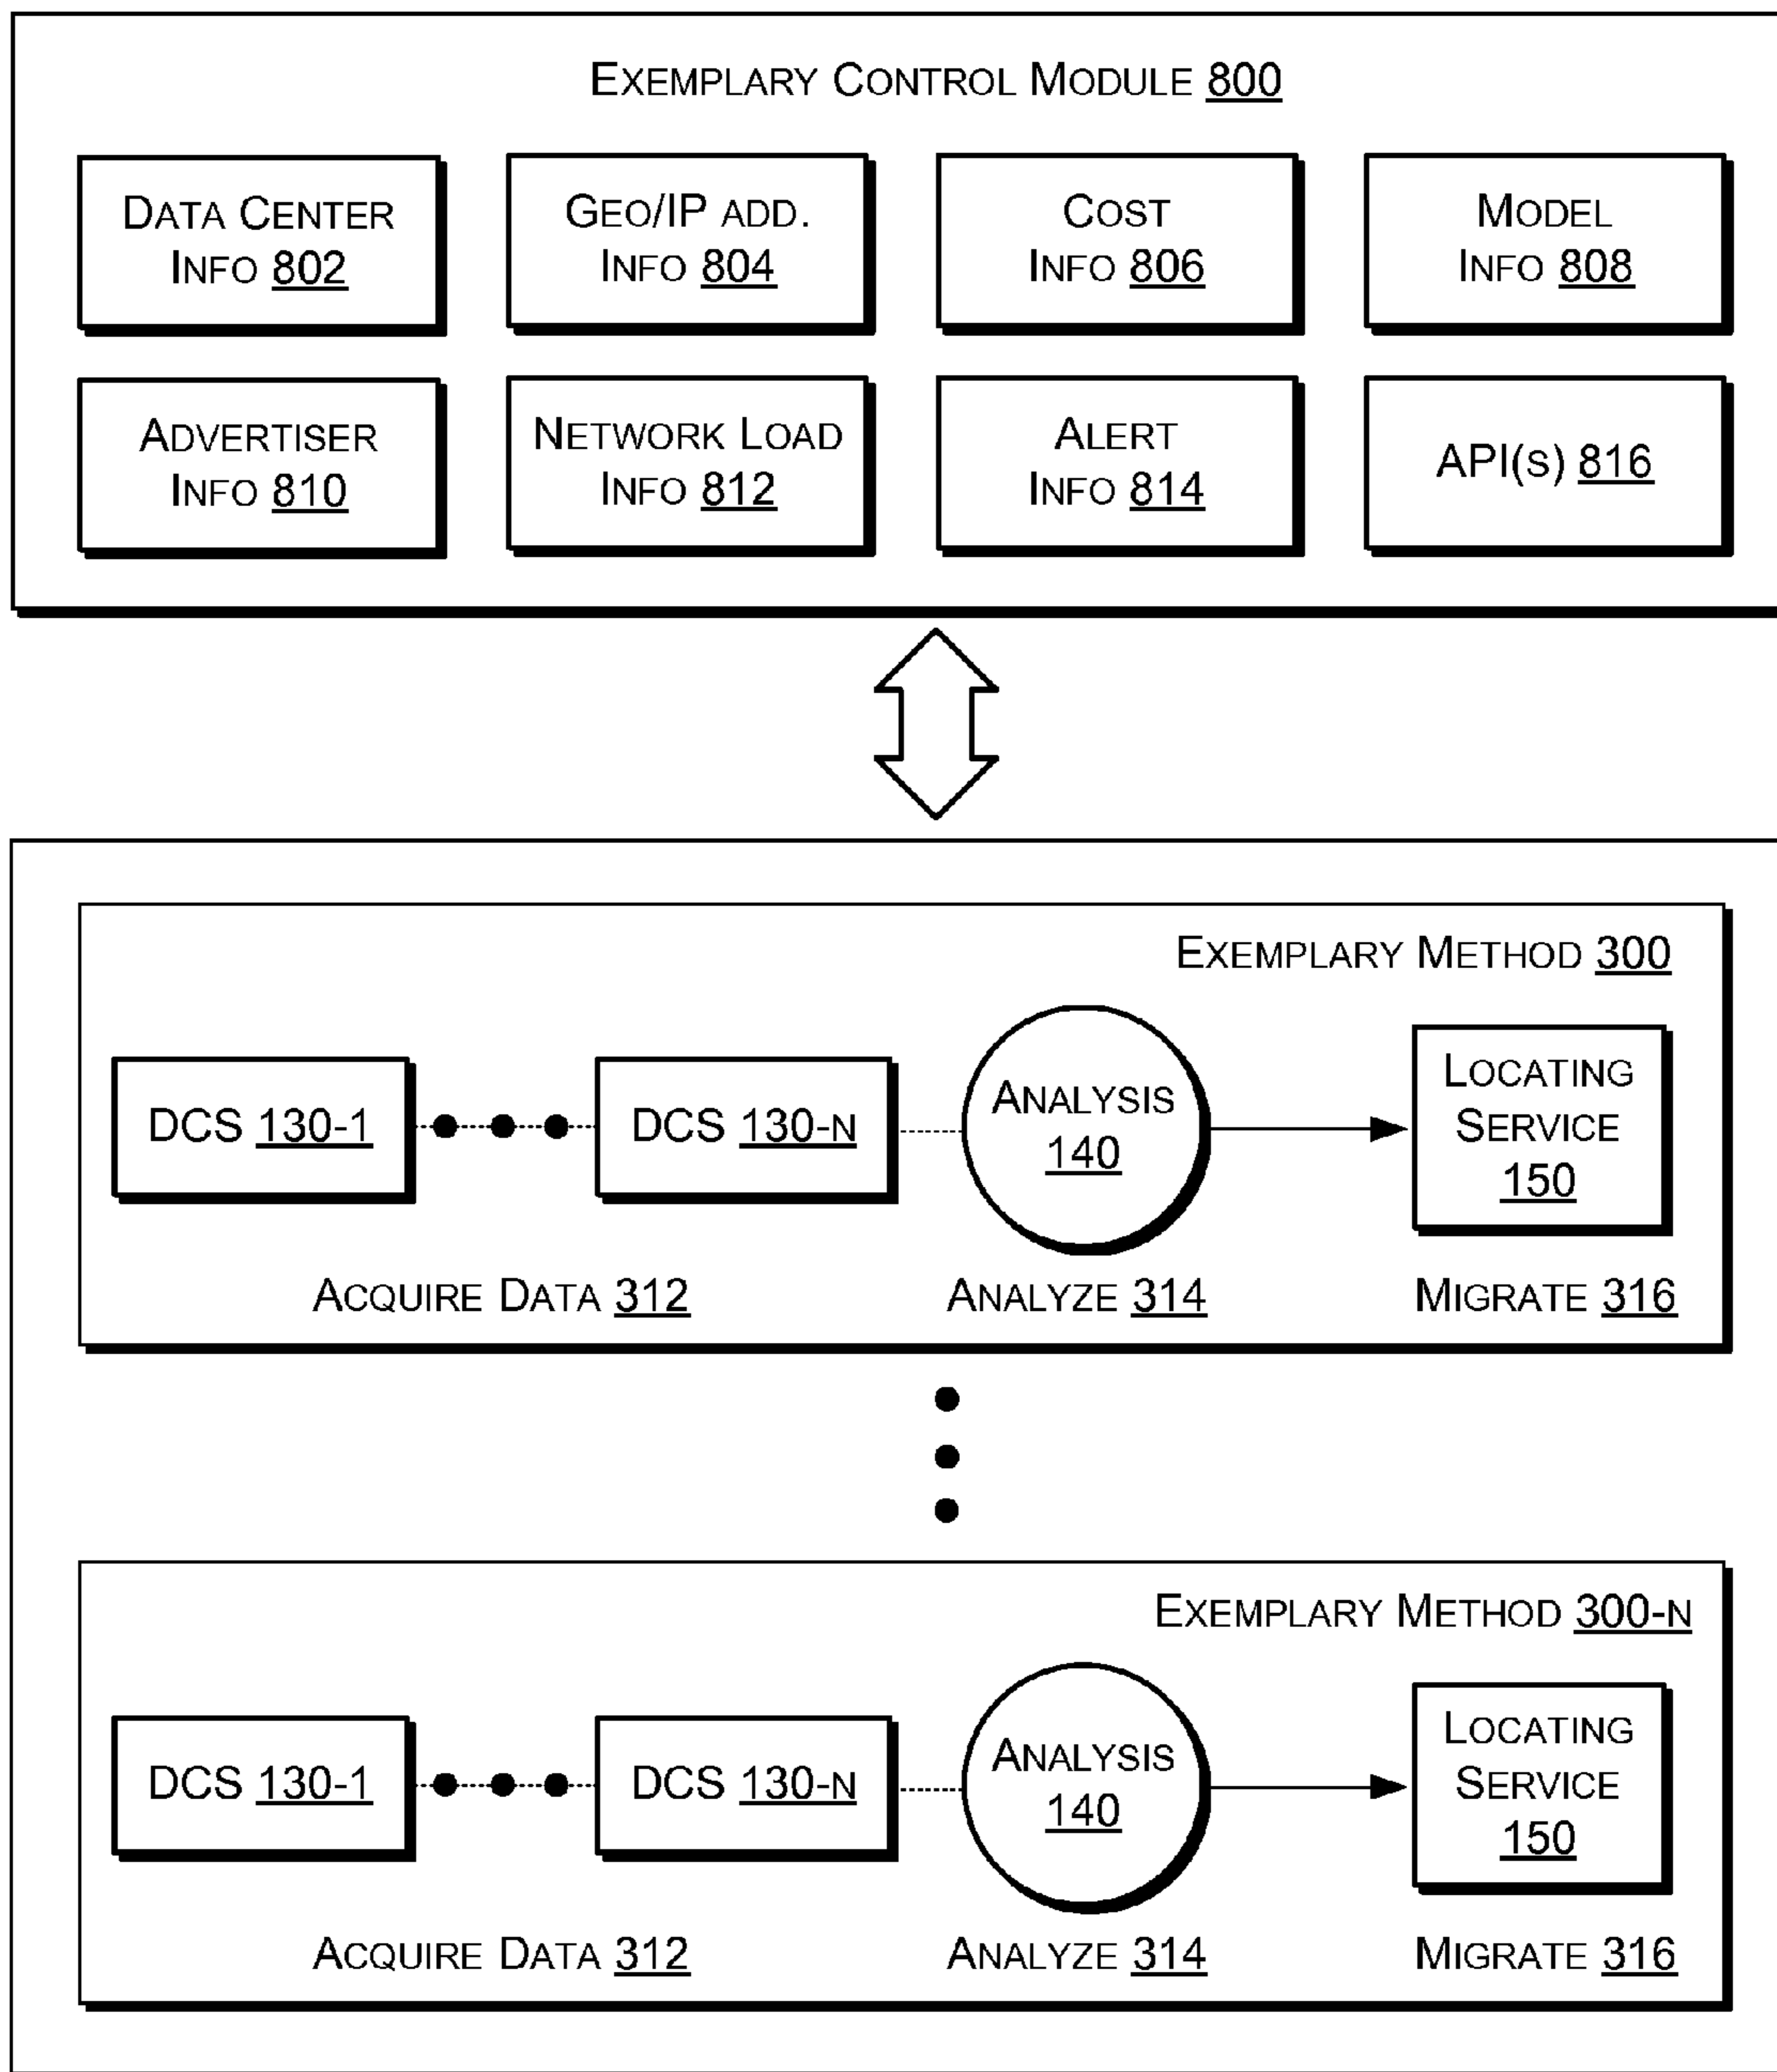 EXEMPLARY CONTROL MODULE 800
DATA CENTER
INFO 802
GEO/IP ADD.
INFO 804
COST
INFO 806
MODEL
INFO 808
ADVERTISER
INFO 810
NETWORK LOAD
INFO 812
ALERT
INFO 814
API(S) 816
EXEMPLARY METHOD 300
DCS 130-1
DCS 130-N
ANALYSIS
140
LOCATING
SERVICE
150
ACQUIRE DATA 312
ANALYZE 314
MIGRATE 316
EXEMPLARY METHOD 300-N
DCS 130-1
DCS 130-N
ANALYSIS
140
LOCATING
SERVICE
150
ACQUIRE DATA 312
ANALYZE 314
MIGRATE 316